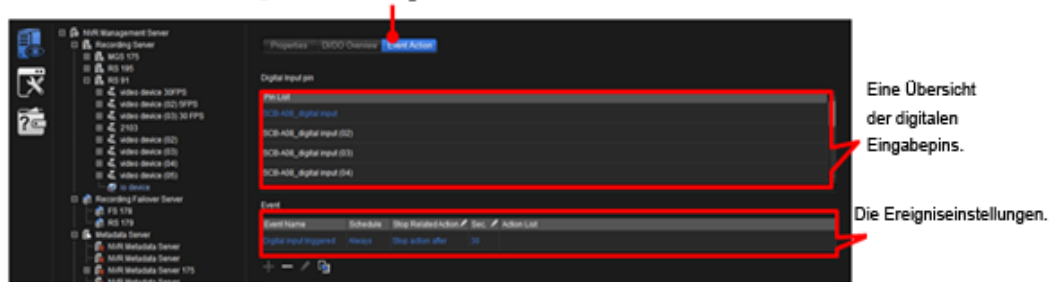 NVR Management Server
Recording Server
MGS 175
RS 195
RS 91
video device 30FPS
video device (02) 5FPS
video device (03) 30 FPS
2103
video device (02)
video device (03)
video device (04)
video device (05)
io device
Recording Failover Server
FS 178
RS 179
Metadata Server
NVR Metadata Server
NVR Metadata Server
NVR Metadata Server 175
NVR Metadata Server
Properties DI/DO Overview Event Action
Digital Input pin
Pin List
SCB-A08_digital input
SCB-A08_digital input (02)
SCB-A08_digital input (03)
SCB-A08_digital input (04)
Event
Event Name Schedule Stop Related Action Sec. Action List
Digital input triggered Always Stop action after 30
Eine Übersicht
der digitalen
Eingabepins.
Die Ereigniseinstellungen.